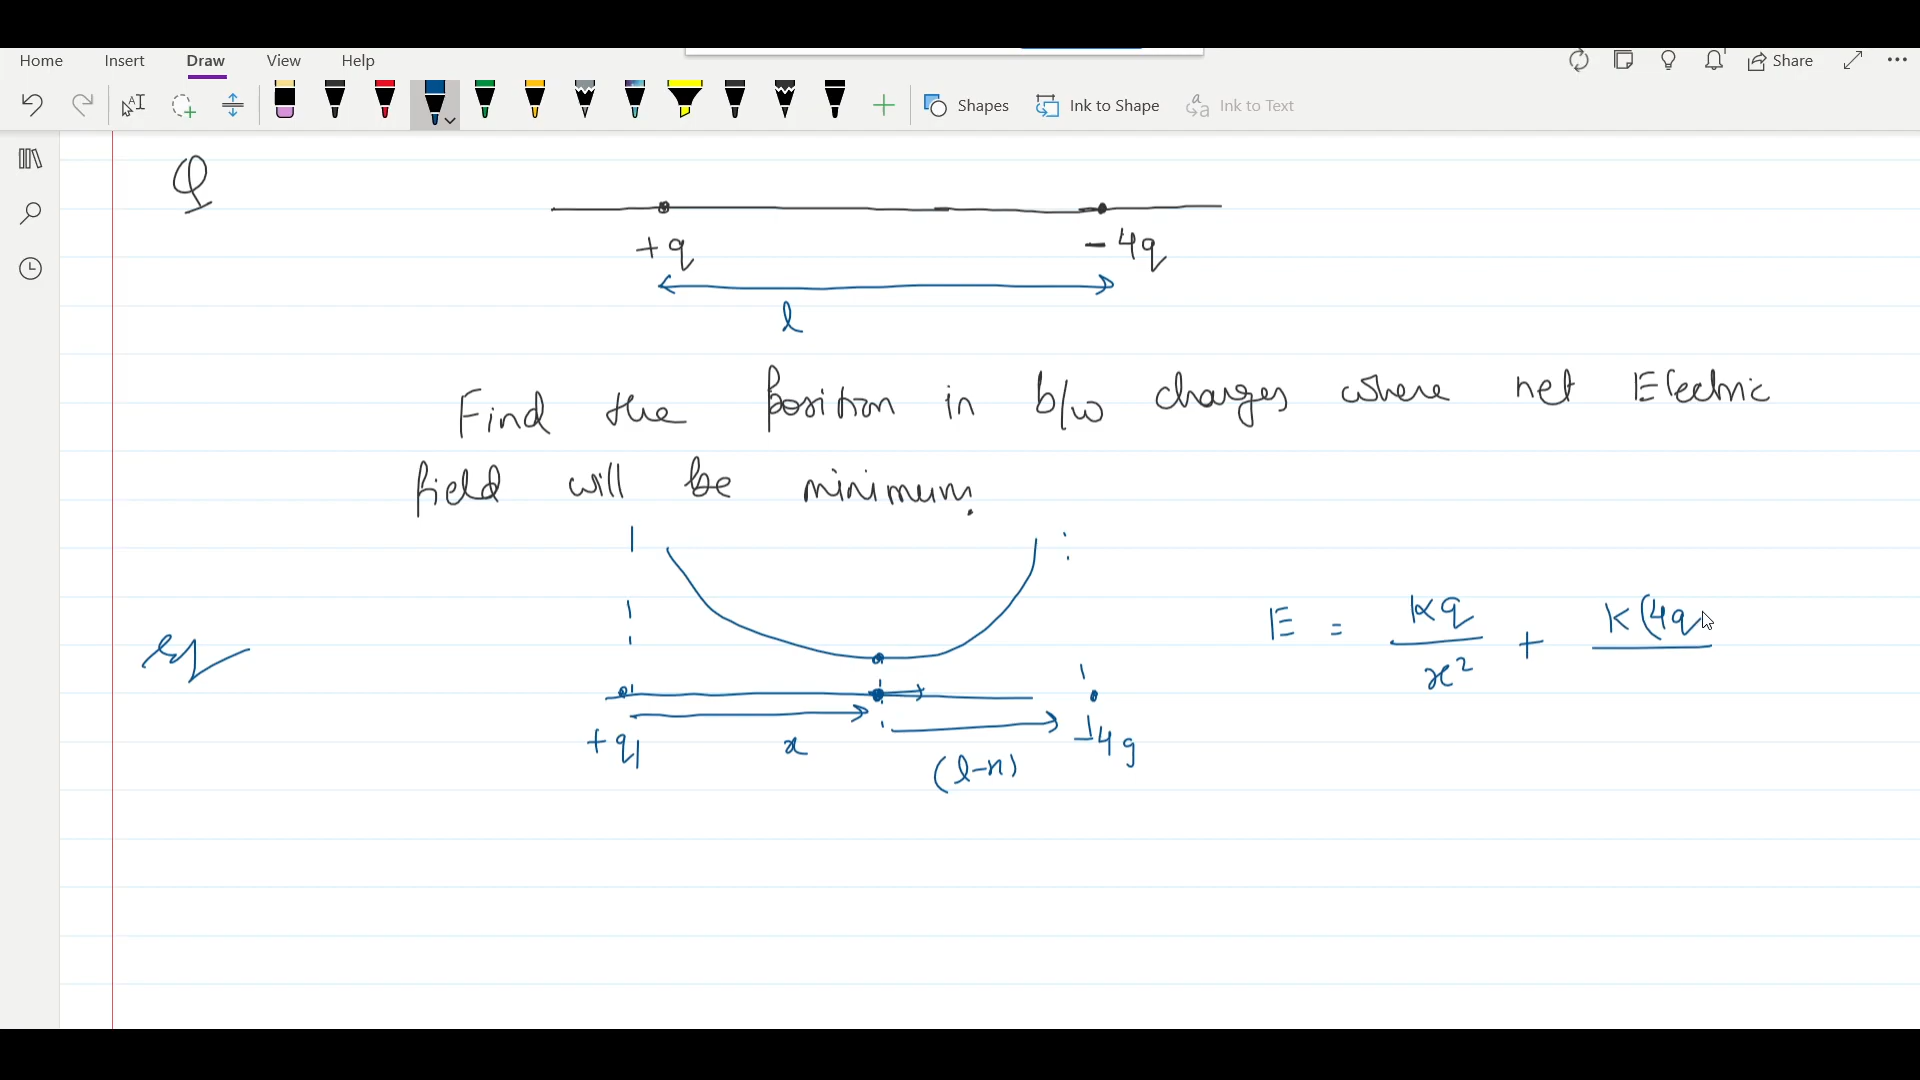 Home Insert Draw View Help
Share
Shapes Ink to Shape Ink to Text
Q
+q -4q
l
Find the position in b/w charges where net Electric
field will be minimum.
E = Kq/x² + K(4q
+q x -4q
(l-x)